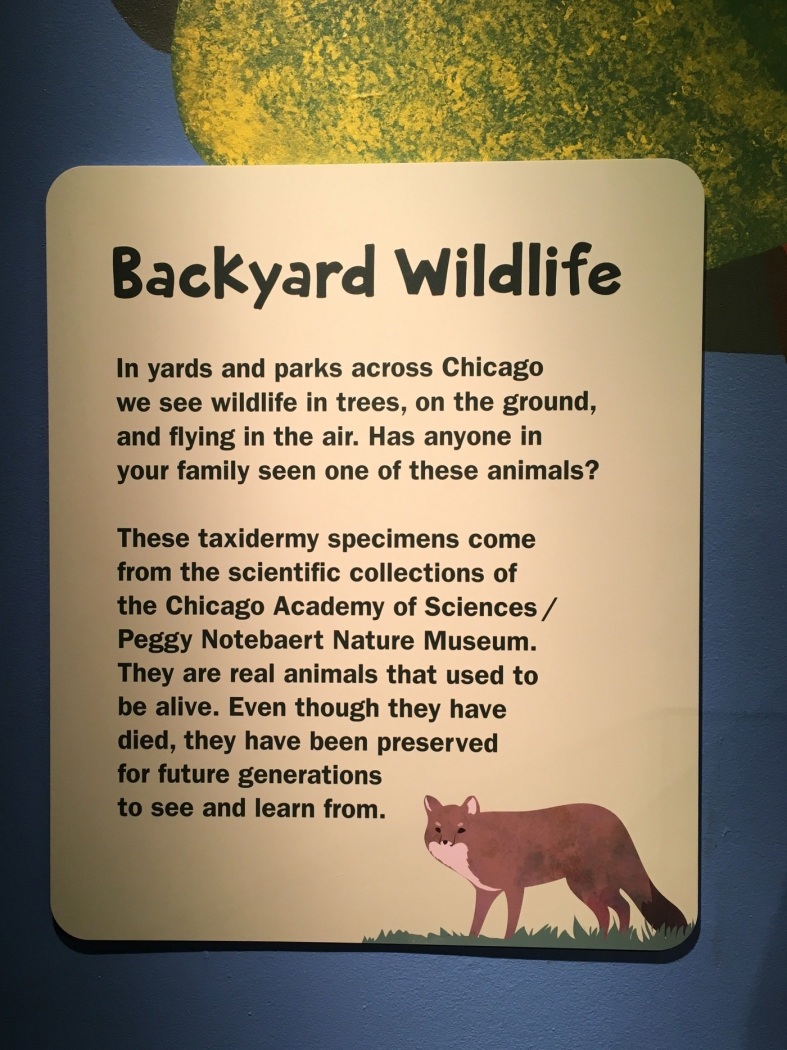 Backyard Wildlife
In yards and parks across Chicago
we see wildlife in trees, on the ground,
and flying in the air. Has anyone in
your family seen one of these animals?
These taxidermy specimens come
from the scientific collections of
the Chicago Academy of Sciences /
Peggy Notebaert Nature Museum.
They are real animals that used to
be alive. Even though they have
died, they have been preserved
for future generations
to see and learn from.